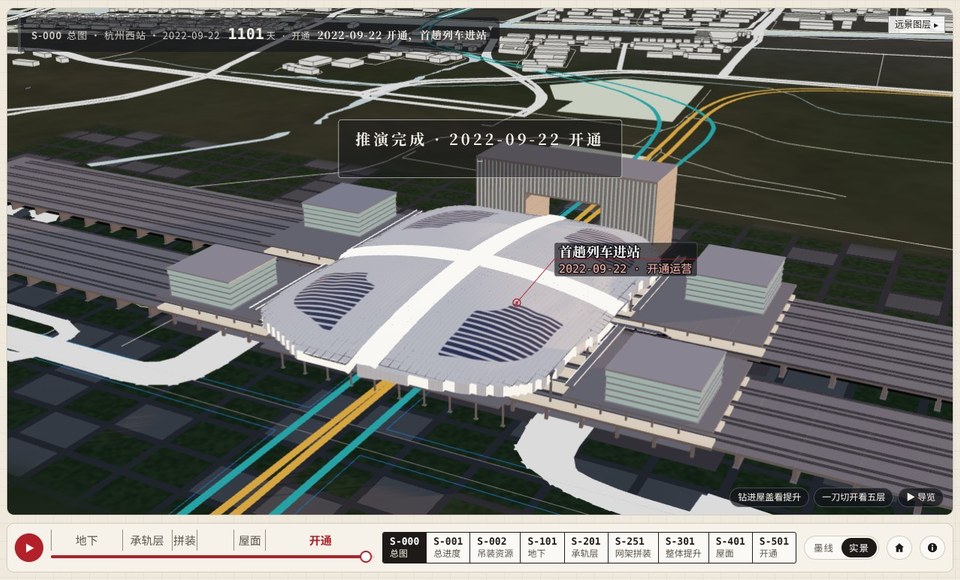 远景图层 ▸
S-000 总图 · 杭州西站 · 2022-09-22 1101天 · 开通 2022-09-22 开通，首趟列车进站
推演完成 · 2022-09-22 开通
首趟列车进站
2022-09-22 · 开通运营
钻进屋盖看提升 一刀切开看五层 ▶ 导览
地下 承轨层 拼装 屋面 开通
S-000 S-001 S-002 S-101 S-201 S-251 S-301 S-401 S-501
总图 总进度 吊装资源 地下 承轨层 网架拼装 整体提升 屋面 开通
墨线 实景